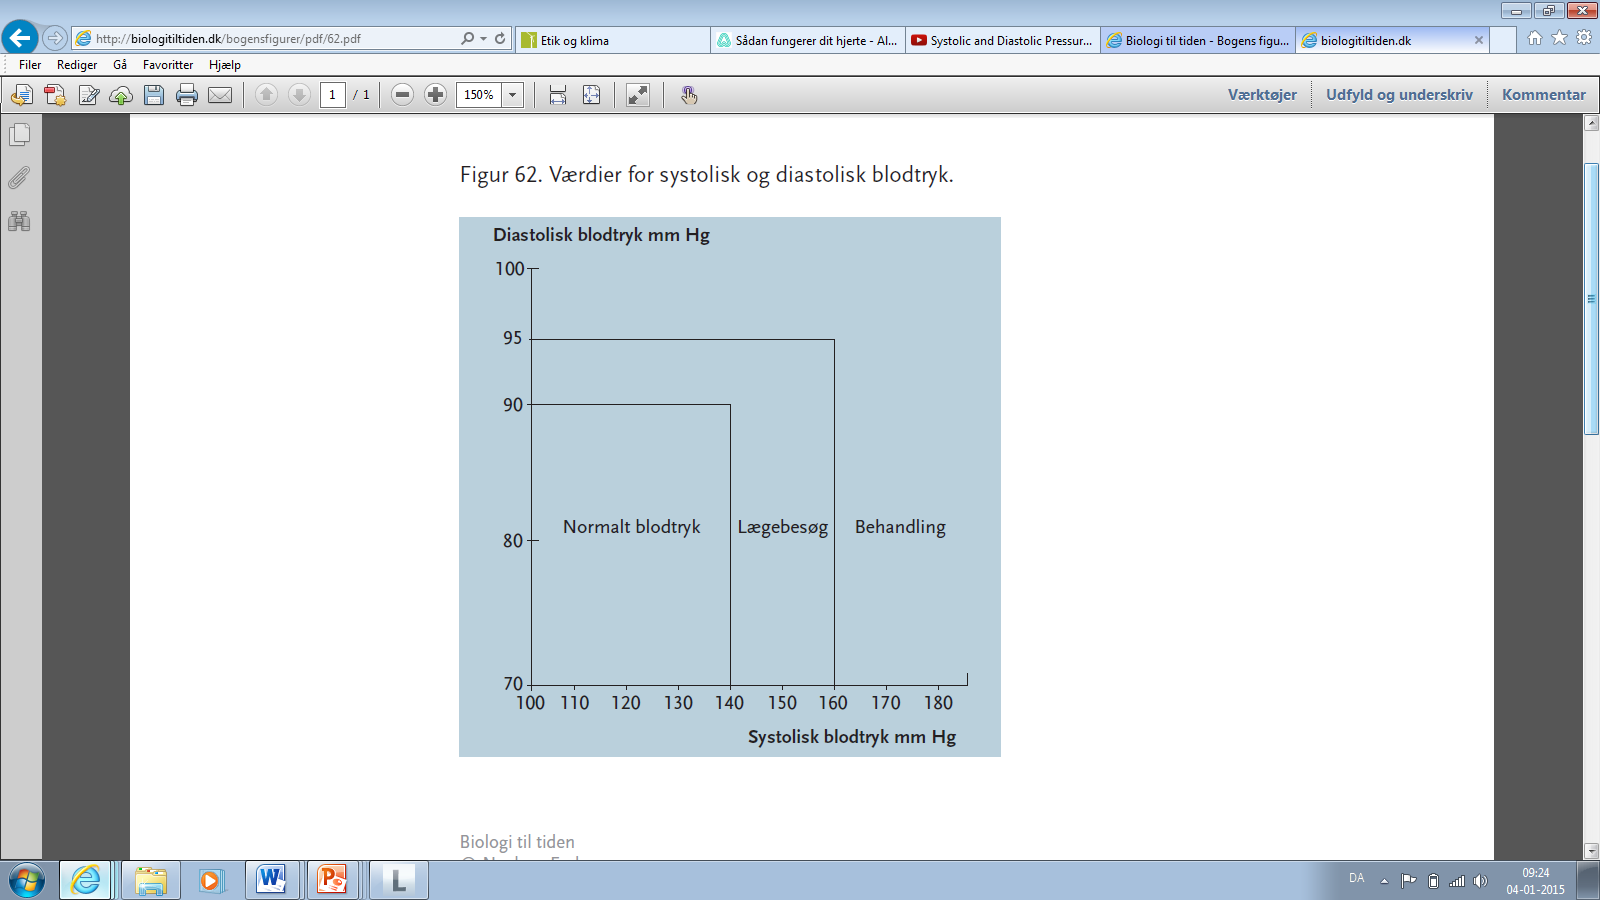 http://biologitiltiden.dk/bogensfigurer/pdf/62.pdf
Etik og klima
Sådan fungerer dit hjerte - Al...
Systolic and Diastolic Pressur...
Biologi til tiden - Bogens figu...
biologitiltiden.dk
Filer Rediger Gå Favoritter Hjælp
1 / 1 150% Værktøjer Udfyld og underskriv Kommentar
Figur 62. Værdier for systolisk og diastolisk blodtryk.
Diastolisk blodtryk mm Hg
100
95
90
Normalt blodtryk Lægebesøg Behandling
80
70
100 110 120 130 140 150 160 170 180
Systolisk blodtryk mm Hg
Biologi til tiden
DA
09:24
04-01-2015